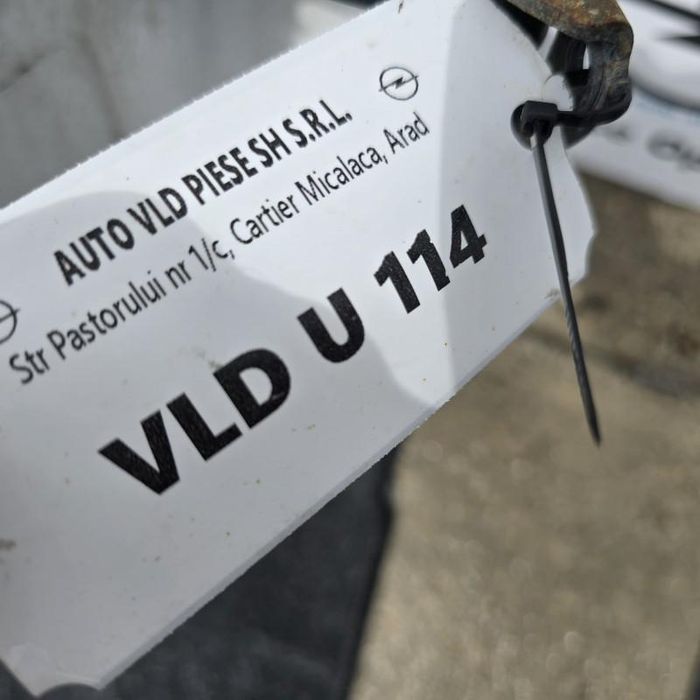 AUTO VLD PIESE SH S.R.L.
Str Pastorului nr 1/c, Cartier Micalaca, Arad
VLD U 114